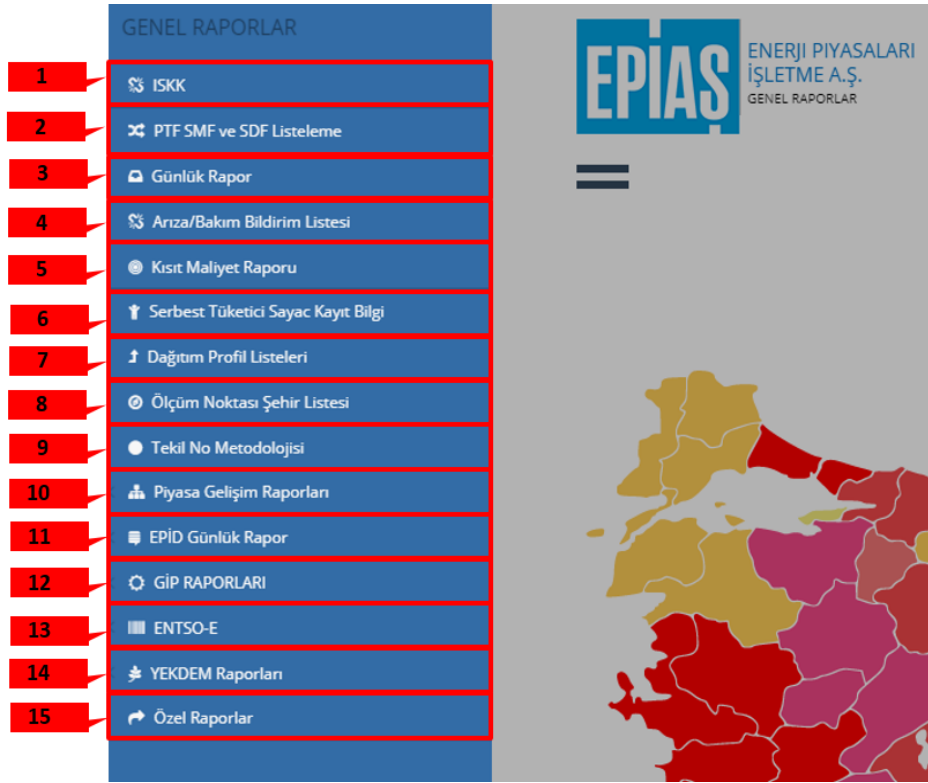 GENEL RAPORLAR
1 ISKK
2 PTF SMF ve SDF Listeleme
3 Günlük Rapor
4 Arıza/Bakım Bildirim Listesi
5 Kısıt Maliyet Raporu
6 Serbest Tüketici Sayac Kayıt Bilgi
7 Dağıtım Profil Listeleri
8 Ölçüm Noktası Şehir Listesi
9 Tekil No Metodolojisi
10 Piyasa Gelişim Raporları
11 EPİD Günlük Rapor
12 GİP RAPORLARI
13 ENTSO-E
14 YEKDEM Raporları
15 Özel Raporlar
EPİAŞ
ENERJI PIYASALARI
İŞLETME A.Ş.
GENEL RAPORLAR